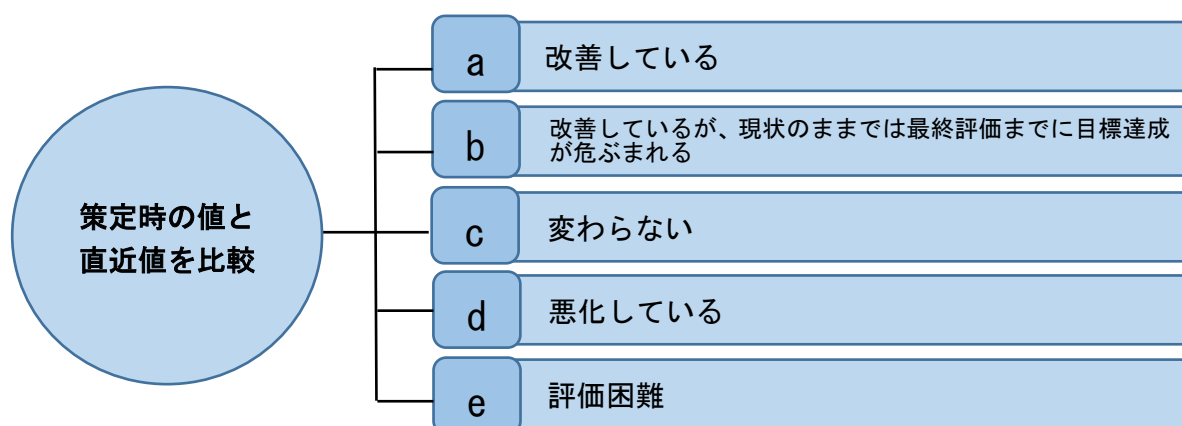 策定時の値と
直近値を比較
a
改善している
b
改善しているが、現状のままでは最終評価までに目標達成
が危ぶまれる
c
変わらない
d
悪化している
e
評価困難